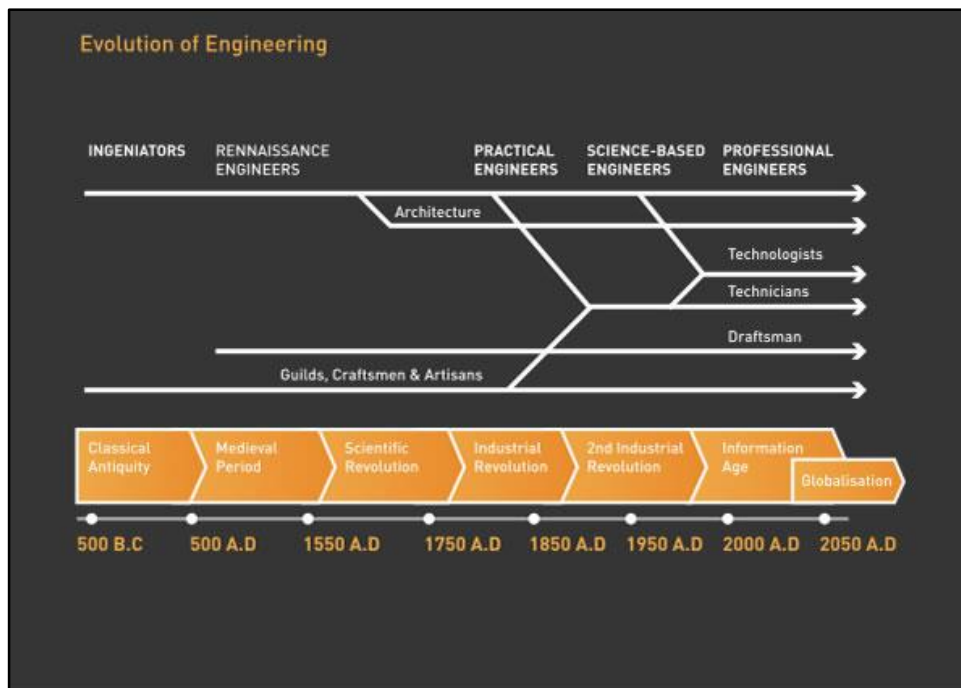 Evolution of Engineering
INGENIATORS
RENNAISSANCE
ENGINEERS
PRACTICAL
ENGINEERS
SCIENCE-BASED
ENGINEERS
PROFESSIONAL
ENGINEERS
Architecture
Technologists
Technicians
Draftsman
Guilds, Craftsmen & Artisans
Classical
Antiquity
Medieval
Period
Scientific
Revolution
Industrial
Revolution
2nd Industrial
Revolution
Information
Age
Globalisation
500 B.C
500 A.D
1550 A.D
1750 A.D
1850 A.D
1950 A.D
2000 A.D
2050 A.D